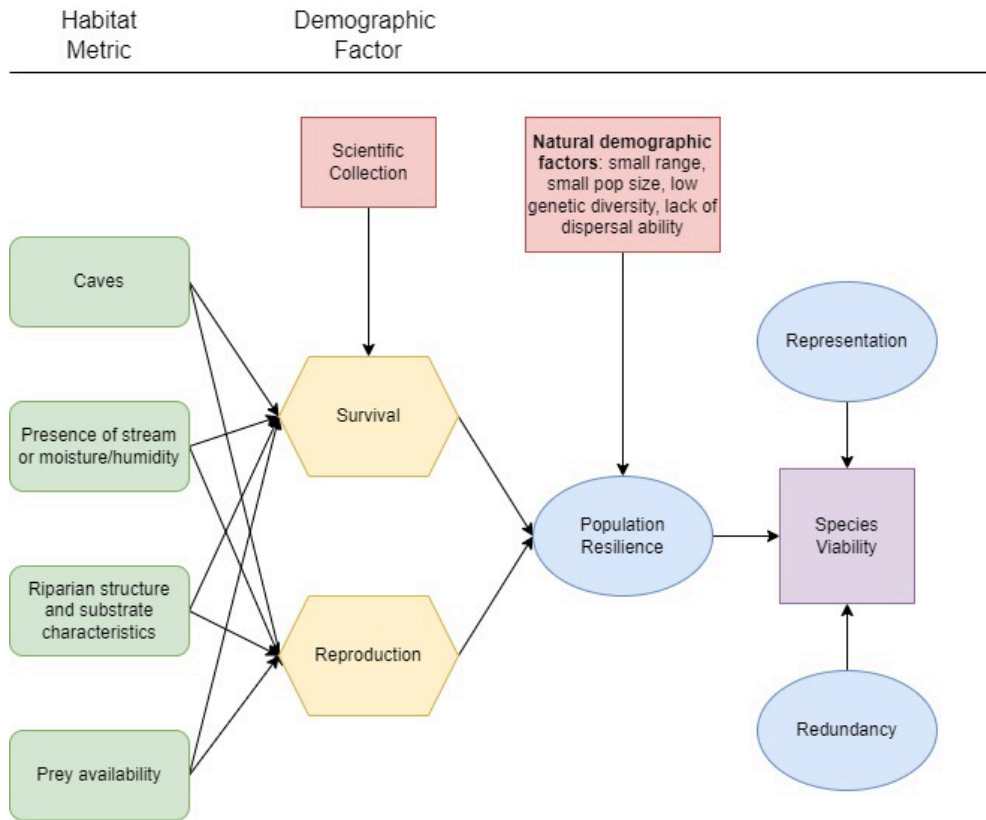 Habitat
Metric
Demographic
Factor
Scientific
Collection
Natural demographic
factors: small range,
small pop size, low
genetic diversity, lack of
dispersal ability
Caves
Representation
Survival
Presence of stream
or moisture/humidity
Population
Resilience
Species
Viability
Riparian structure
and substrate
characteristics
Reproduction
Redundancy
Prey availability